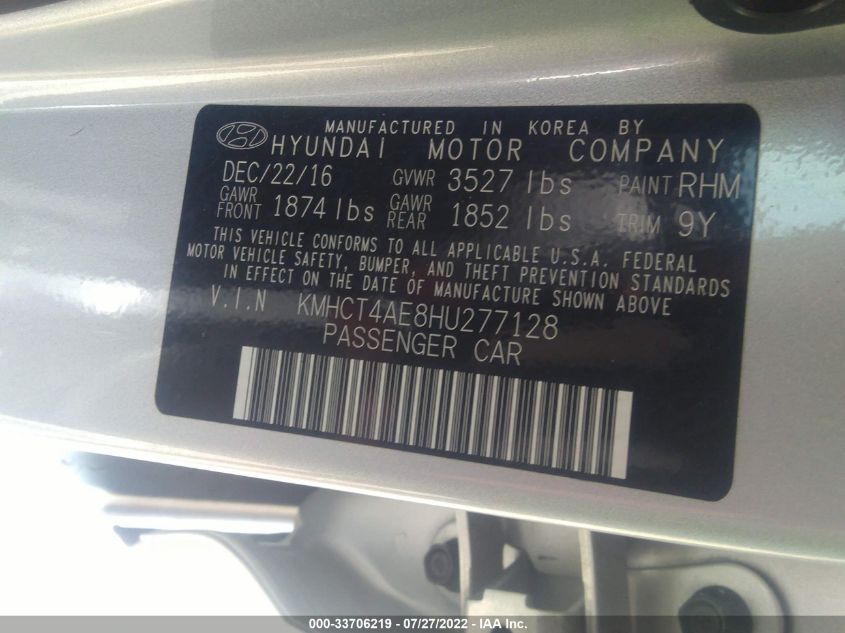 MANUFACTURED IN KOREA BY
HYUNDAI MOTOR COMPANY
DEC/22/16 GVWR 3527 lbs PAINT RHM
GAWR FRONT 1874 lbs GAWR REAR 1852 lbs TRIM 9Y
THIS VEHICLE CONFORMS TO ALL APPLICABLE U.S.A. FEDERAL
MOTOR VEHICLE SAFETY, BUMPER, AND THEFT PREVENTION STANDARDS
IN EFFECT ON THE DATE OF MANUFACTURE SHOWN ABOVE
V.I.N KMHCT4AE8HU277128
PASSENGER CAR
000-33706219 - 07/27/2022 - IAA Inc.